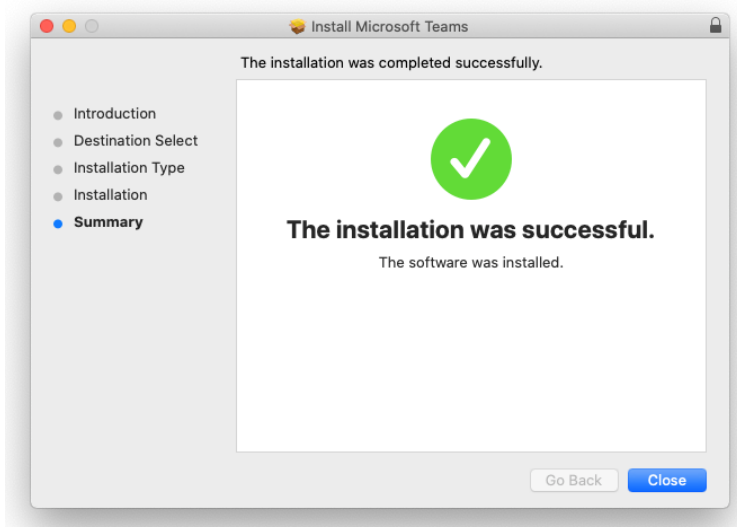 Install Microsoft Teams
The installation was completed successfully.
Introduction
Destination Select
Installation Type
Installation
Summary
The installation was successful.
The software was installed.
Go Back
Close